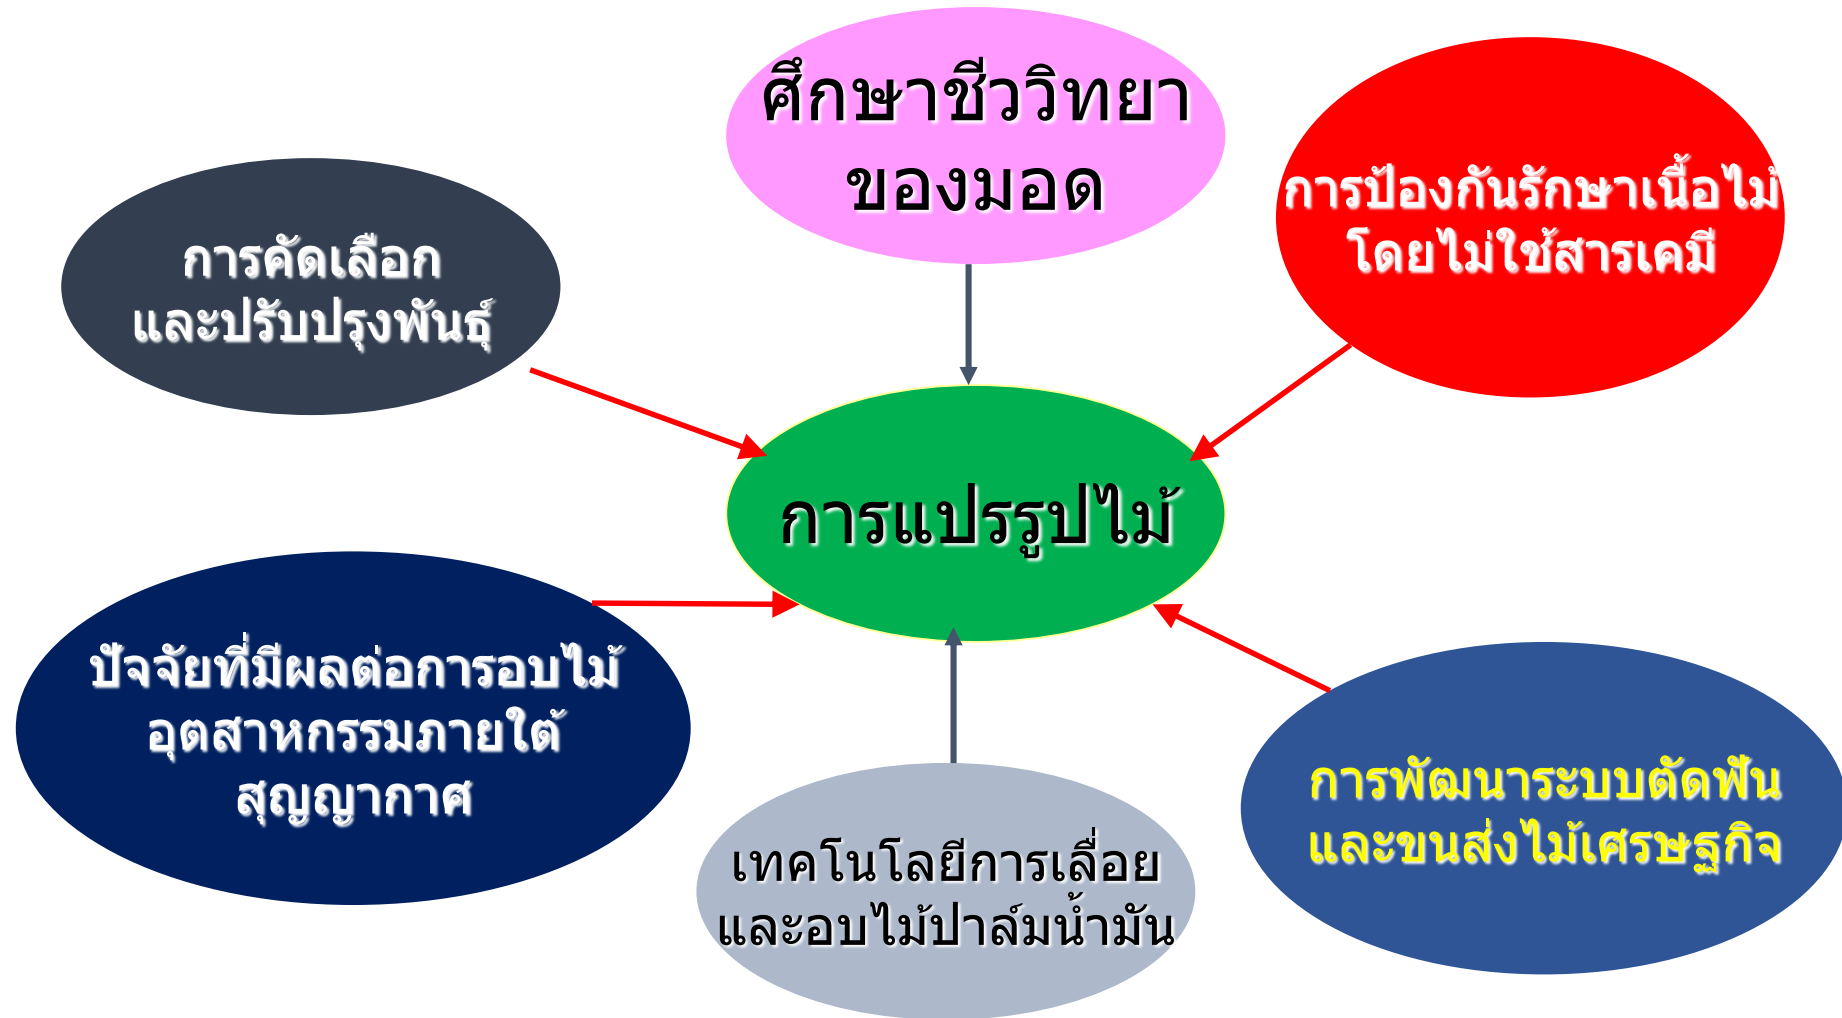 ศึกษาชีววิทยา
ของมอด
การป้องกันรักษาเนื้อไม้
โดยไม่ใช้สารเคมี
การคัดเลือก
และปรับปรุงพันธุ์
การแปรรูปไม้
ปัจจัยที่มีผลต่อการอบไม้
อุตสาหกรรมภายใต้
สุญญากาศ
การพัฒนาระบบตัดฟัน
และขนส่งไม้เศรษฐกิจ
เทคโนโลยีการเลื่อย
และอบไม้ปาล์มน้ำมัน